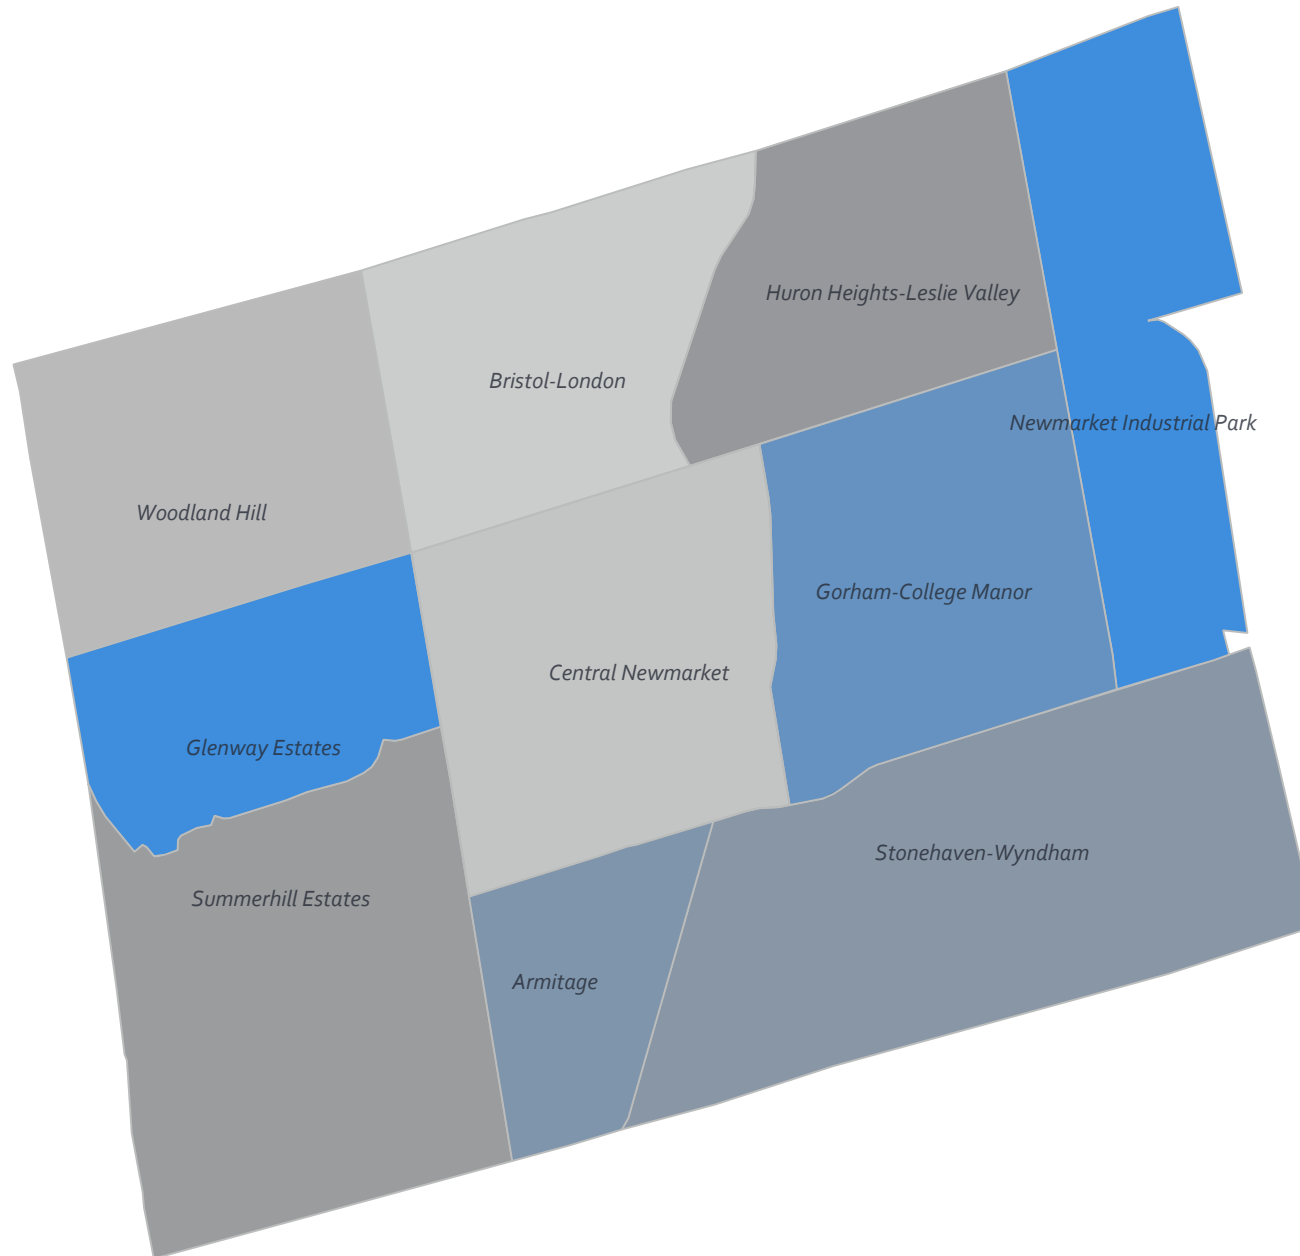 Huron Heights-Leslie Valley
Bristol-London
Newmarket Industrial Park
Woodland Hill
Gorham-College Manor
Central Newmarket
Glenway Estates
Stonehaven-Wyndham
Summerhill Estates
Armitage